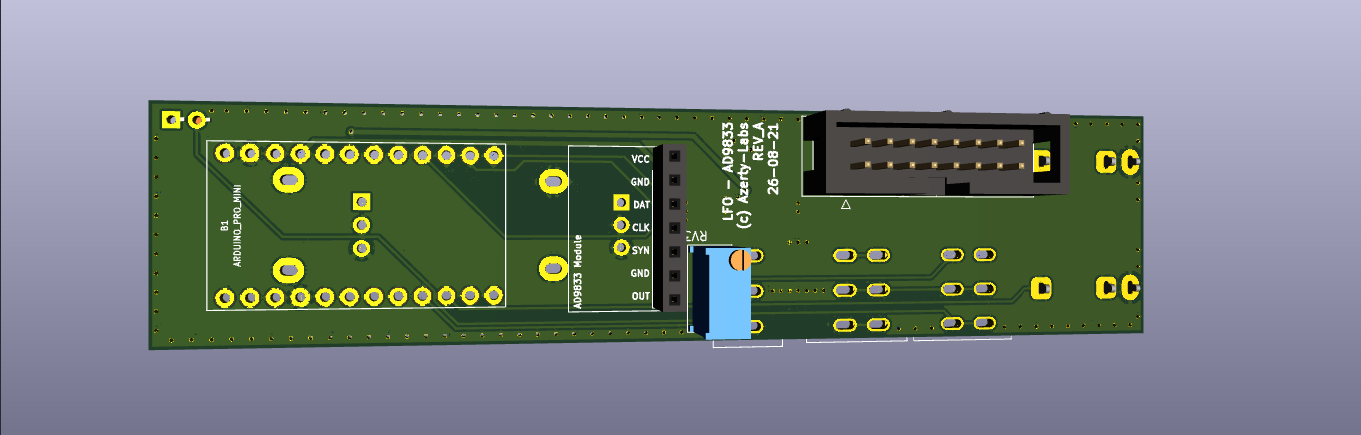 B1
ARDUINO_PRO_MINI
AD9833 Module
VCC
GND
DAT
CLK
SYN
GND
OUT
LFO - AD9833
(c) Azerty-Labs
REV_A
26-08-21